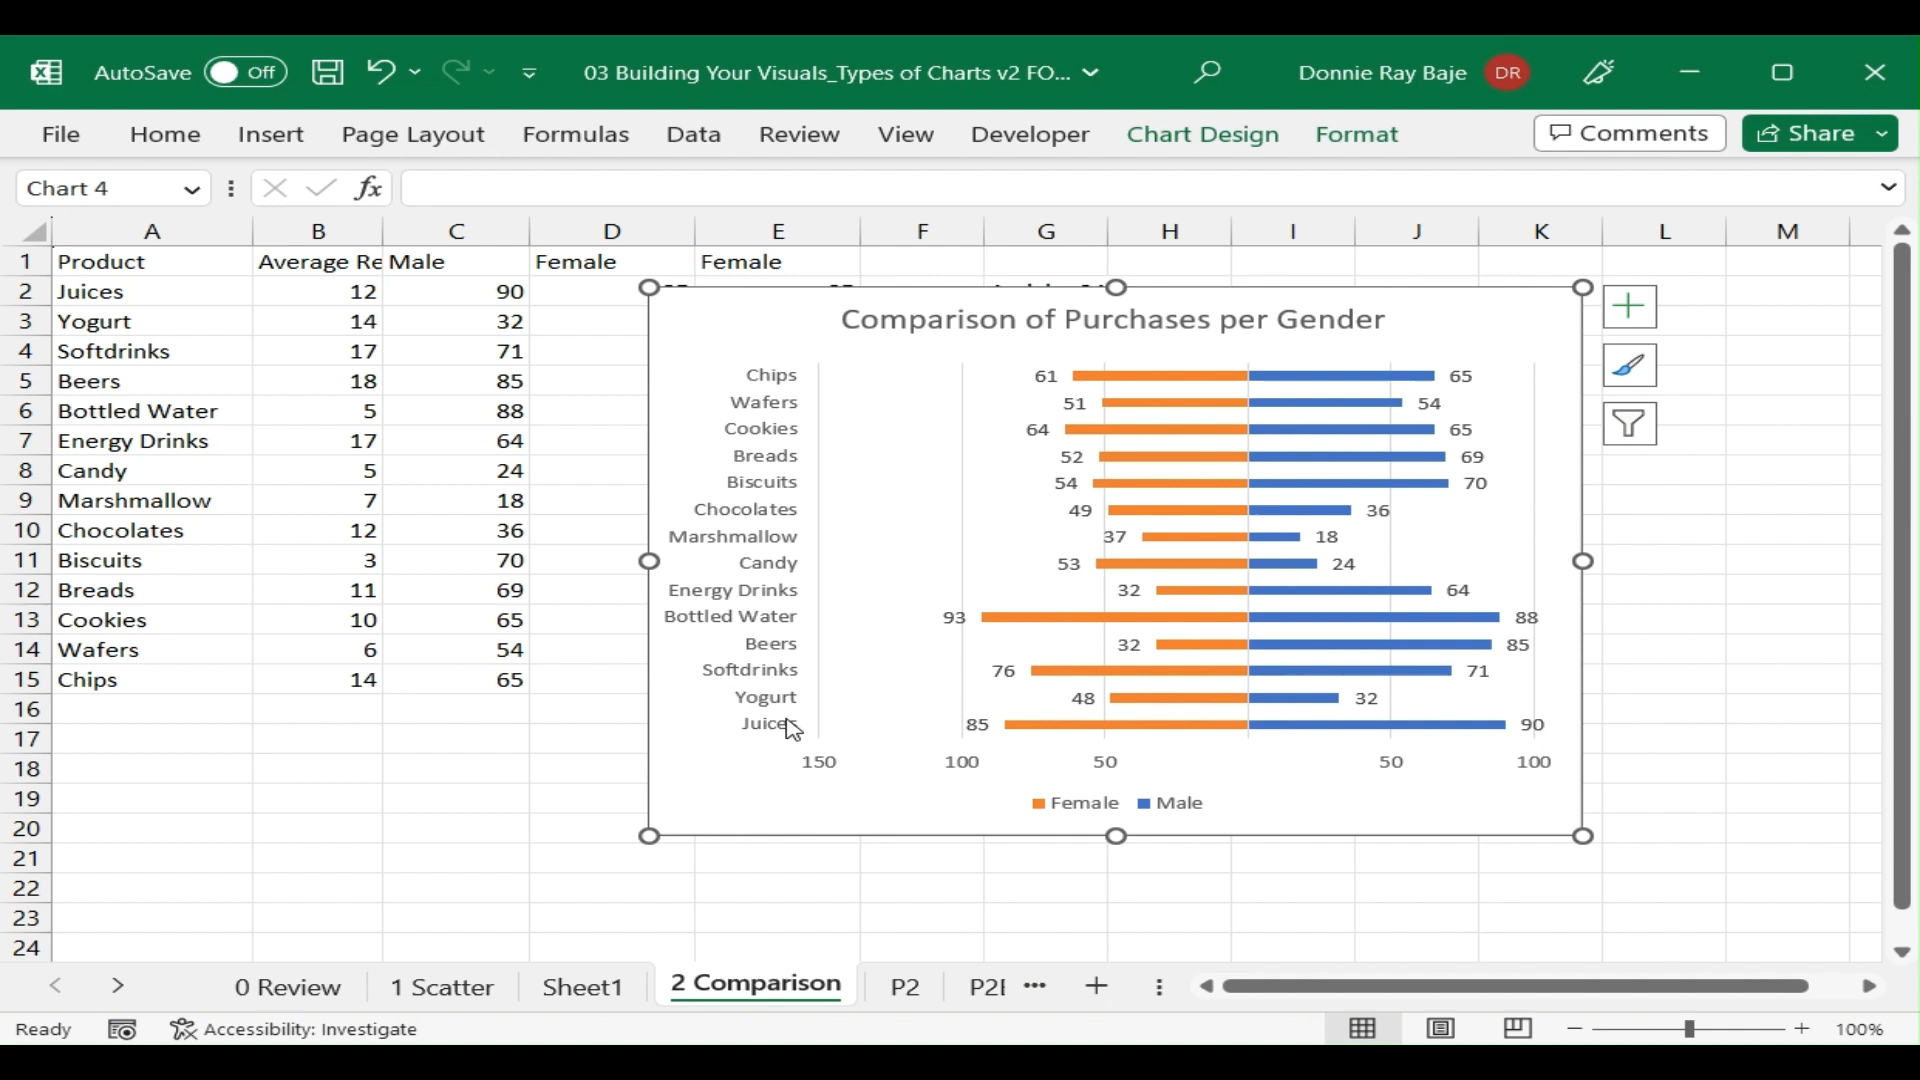 AutoSave Off 03 Building Your Visuals_Types of Charts v2 FO... Donnie Ray Baje DR
File Home Insert Page Layout Formulas Data Review View Developer Chart Design Format Comments Share
Chart 4 fx
A B C D E F G H I J K L M
1 Product Average Re Male Female Female
2 Juices 12 90
3 Yogurt 14 32
4 Softdrinks 17 71
5 Beers 18 85
6 Bottled Water 5 88
7 Energy Drinks 17 64
8 Candy 5 24
9 Marshmallow 7 18
10 Chocolates 12 36
11 Biscuits 3 70
12 Breads 11 69
13 Cookies 10 65
14 Wafers 6 54
15 Chips 14 65
16
17
18
19
20
21
22
23
24
Comparison of Purchases per Gender
Chips 61 65
Wafers 51 54
Cookies 64 65
Breads 52 69
Biscuits 54 70
Chocolates 49 36
Marshmallow 37 18
Candy 53 24
Energy Drinks 32 64
Bottled Water 93 88
Beers 32 85
Softdrinks 76 71
Yogurt 48 32
Juices 85 90
150 100 50 50 100
Female Male
0 Review 1 Scatter Sheet1 2 Comparison P2 P2E ...
Ready Accessibility: Investigate 100%